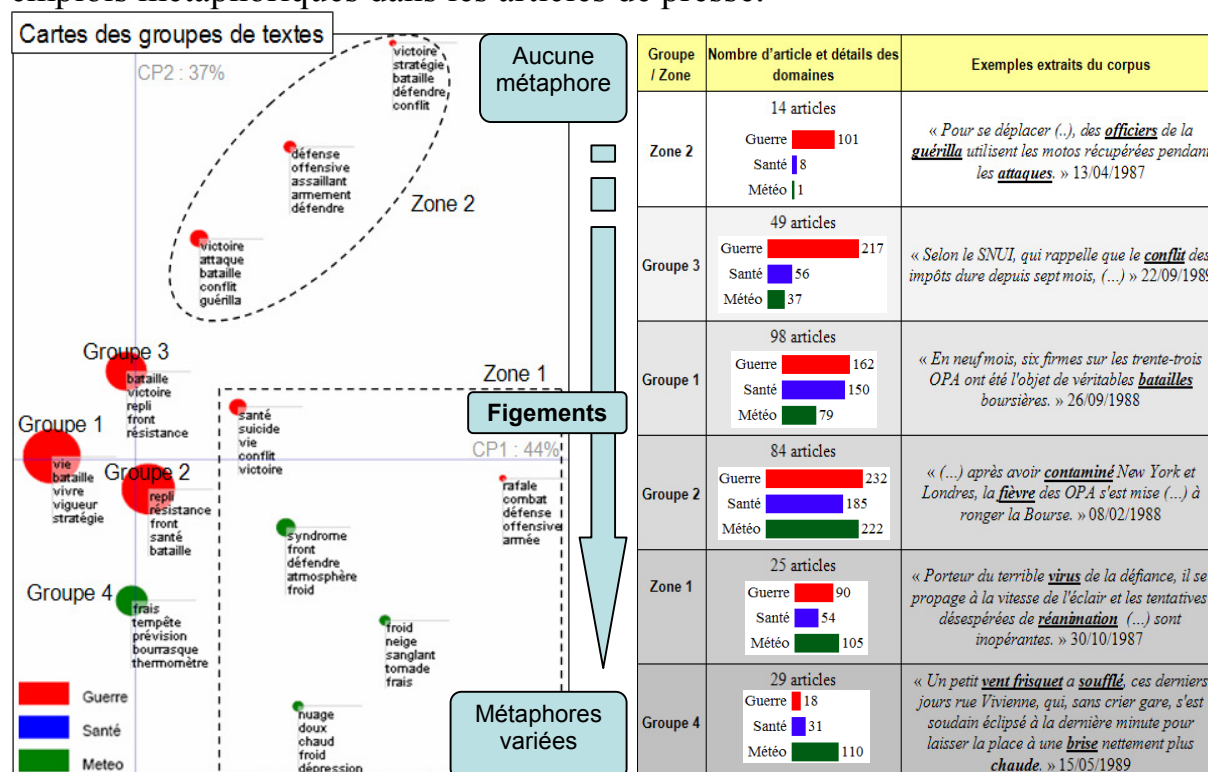 emplois métaphoriques dans les articles de presse.
Cartes des groupes de textes
CP2 : 37%
victoire
stratégie
bataille
défendre
conflit
défense
offensive
assaillant
armement
défendre
Zone 2
victoire
attaque
bataille
conflit
guérilla
Groupe 3
bataille
victoire
repli
front
résistance
Zone 1
Groupe 1
vie
bataille
vivre
vigueur
stratégie
Groupe 2
repli
résistance
front
santé
bataille
santé
suicide
vie
conflit
victoire
CP1 : 44%
rafale
combat
défense
offensive
armée
syndrome
front
défendre
atmosphère
froid
Groupe 4
frais
tempête
prévision
bourrasque
thermomètre
froid
neige
sanglant
tornade
frais
nuage
doux
chaud
froid
dépression
Guerre
Santé
Meteo
Aucune
métaphore
Figements
Métaphores
variées
Groupe
/ Zone
Nombre d'article et détails des
domaines
Exemples extraits du corpus
Zone 2
14 articles
Guerre 101
Santé 8
Météo 1
« Pour se déplacer (..), des officiers de la
guérilla utilisent les motos récupérées pendant
les attaques. » 13/04/1987
Groupe 3
49 articles
Guerre 217
Santé 56
Météo 37
« Selon le SNUI, qui rappelle que le conflit des
impôts dure depuis sept mois, (...) » 22/09/1989
Groupe 1
98 articles
Guerre 162
Santé 150
Météo 79
« En neuf mois, six firmes sur les trente-trois
OPA ont été l'objet de véritables batailles
boursières. » 26/09/1988
Groupe 2
84 articles
Guerre 232
Santé 185
Météo 222
« (...) après avoir contaminé New York et
Londres, la fièvre des OPA s'est mise (...) à
ronger la Bourse. » 08/02/1988
Zone 1
25 articles
Guerre 90
Santé 54
Météo 105
« Porteur du terrible virus de la défiance, il se
propage à la vitesse de l'éclair et les tentatives
désespérées de réanimation (...) sont
inopérantes. » 30/10/1987
Groupe 4
29 articles
Guerre 18
Santé 31
Météo 110
« Un petit vent frisquet a soufflé, ces derniers
jours rue Vivienne, qui, sans crier gare, s'est
soudain éclipsé à la dernière minute pour
laisser la place à une brise nettement plus
chaude. » 15/05/1989